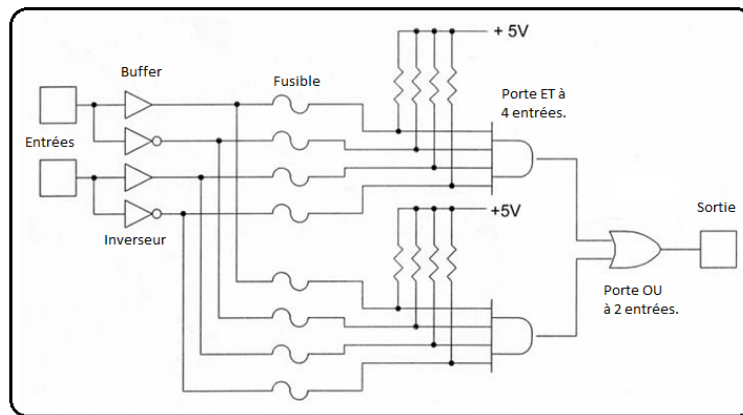 + 5V
Buffer
Fusible
Porte ET à
4 entrées.
Entrées
Inverseur
+5V
Sortie
Porte OU
à 2 entrées.